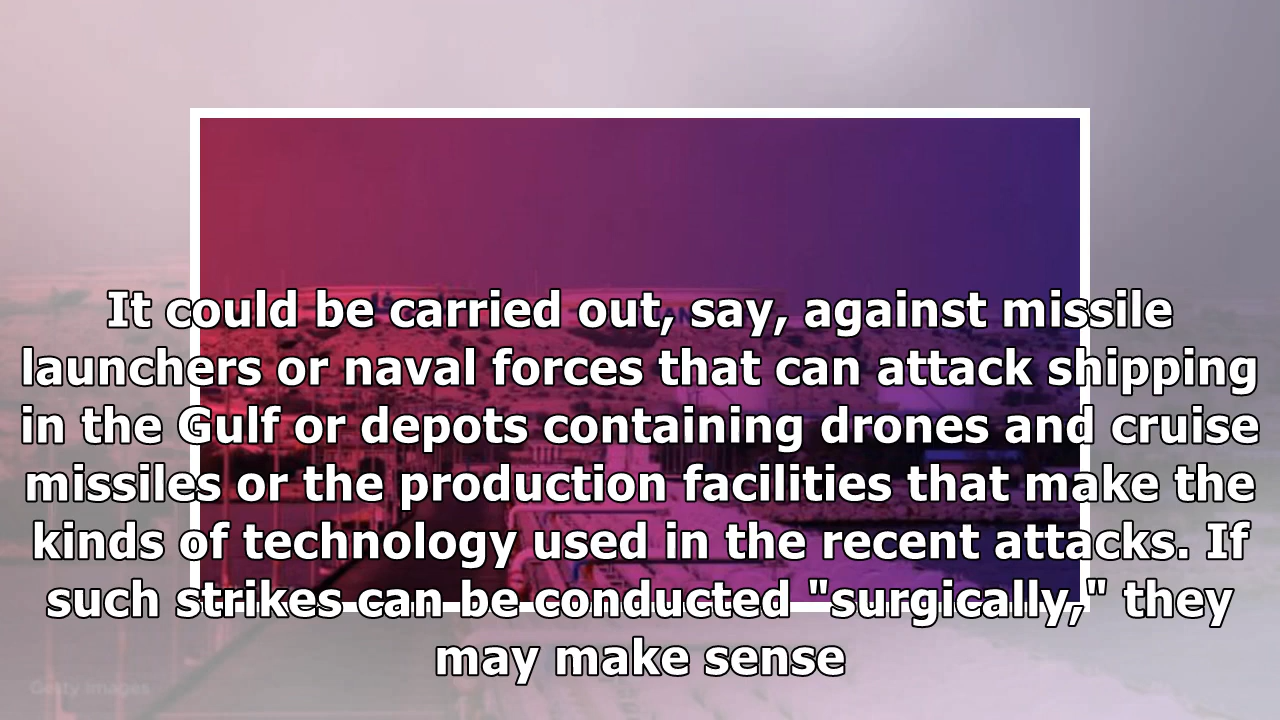 It could be carried out, say, against missile
launchers or naval forces that can attack shipping
in the Gulf or depots containing drones and cruise
missiles or the production facilities that make the
kinds of technology used in the recent attacks. If
such strikes can be conducted "surgically," they
may make sense
Getty Images